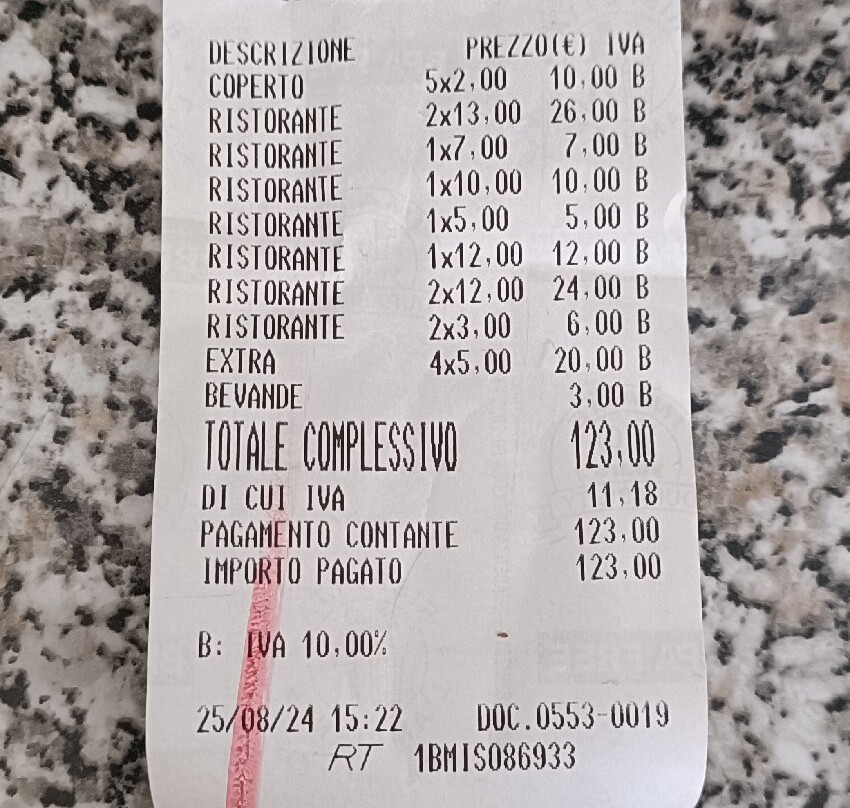 DESCRIZIONE PREZZO(€) IVA
COPERTO 5x2,00 10,00 B
RISTORANTE 2x13,00 26,00 B
RISTORANTE 1x7,00 7,00 B
RISTORANTE 1x10,00 10,00 B
RISTORANTE 1x5,00 5,00 B
RISTORANTE 1x12,00 12,00 B
RISTORANTE 2x12,00 24,00 B
RISTORANTE 2x3,00 6,00 B
EXTRA 4x5,00 20,00 B
BEVANDE 3,00 B
TOTALE COMPLESSIVO 123,00
DI CUI IVA 11,18
PAGAMENTO CONTANTE 123,00
IMPORTO PAGATO 123,00
B: IVA 10,00%
25/08/24 15:22 DOC.0553-0019
RT 1BMIS086933